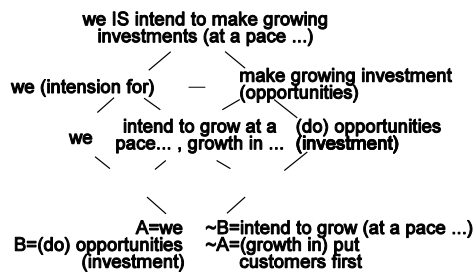 we IS intend to make growing
investments (at a pace ...)
we (intension for)
make growing investment
(opportunities)
we
intend to grow at a
pace... , growth in ...
(do) opportunities
(investment)
A=we
B=(do) opportunities
(investment)
~B=intend to grow (at a pace ...)
~A=(growth in) put
customers first